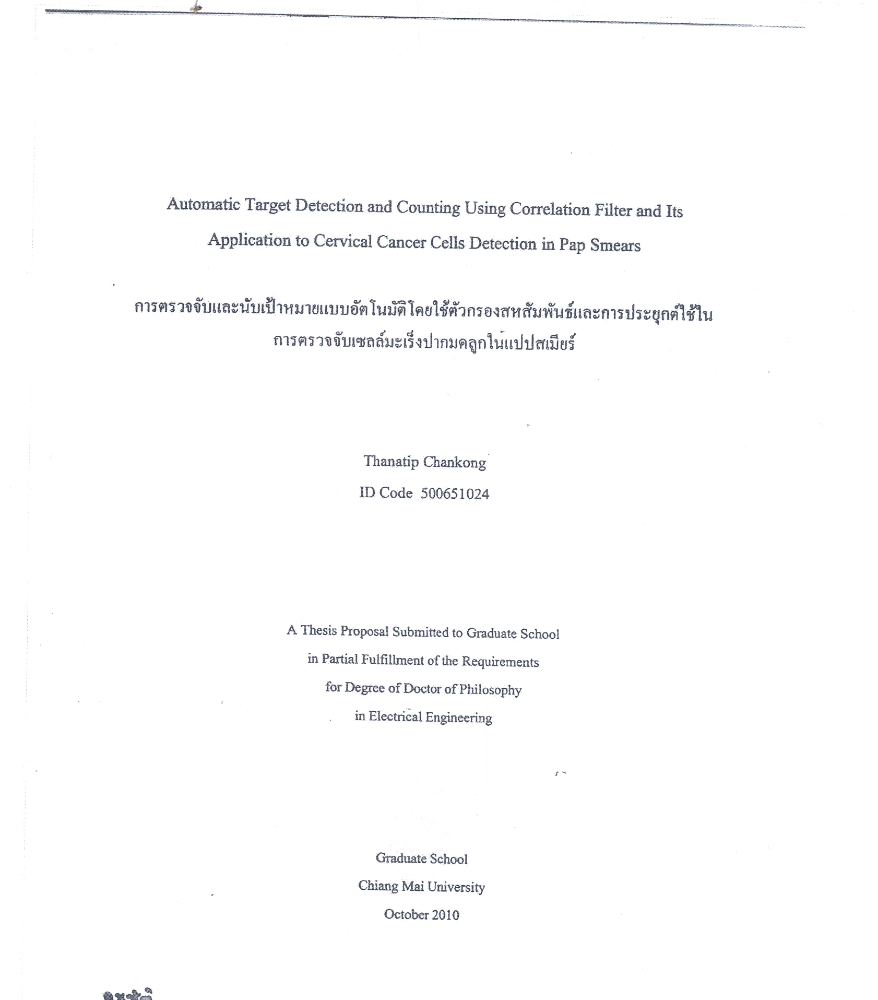 Automatic Target Detection and Counting Using Correlation Filter and Its
Application to Cervical Cancer Cells Detection in Pap Smears
การตรวจจับและนับเป้าหมายแบบอัตโนมัติโดยใช้ตัวกรองสหสัมพันธ์และการประยุกต์ใช้ใน
การตรวจจับเซลล์มะเร็งปากมดลูกในแปปสเมียร์
Thanatip Chankong
ID Code 500651024
A Thesis Proposal Submitted to Graduate School
in Partial Fulfillment of the Requirements
for Degree of Doctor of Philosophy
in Electrical Engineering
Graduate School
Chiang Mai University
October 2010